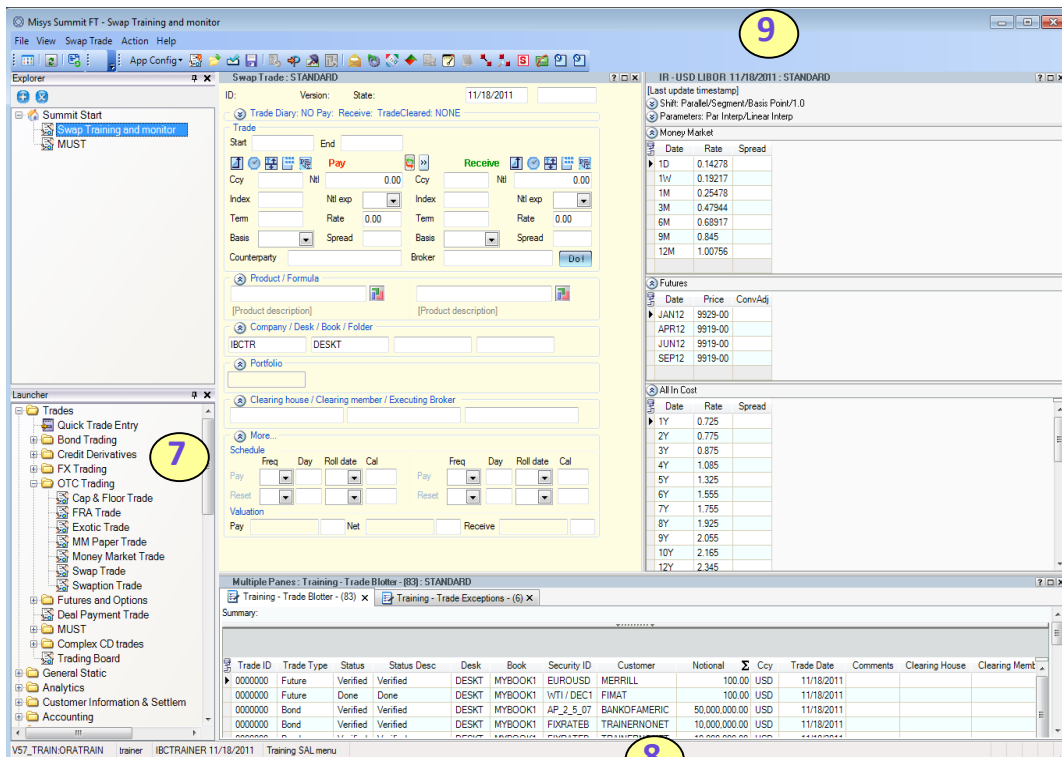 Misys Summit FT - Swap Training and monitor
File View Swap Trade Action Help
App Config
9
Explorer
Summit Start
Swap Training and monitor
MUST
Launcher
Trades
Quick Trade Entry
Bond Trading
Credit Derivatives
7
FX Trading
OTC Trading
Cap & Floor Trade
FRA Trade
Exotic Trade
MM Paper Trade
Money Market Trade
Swap Trade
Swaption Trade
Futures and Options
Deal Payment Trade
MUST
Complex CD trades
Trading Board
General Static
Analytics
Customer Information & Settlem
Accounting
Swap Trade : STANDARD
ID: Version: State: 11/18/2011
Trade Diary: NO Pay: Receive: TradeCleared: NONE
Trade
Start End
Pay Receive
Ccy Ntl 0.00 Ccy Ntl 0.00
Index Ntl exp Index Ntl exp
Term Rate 0.00 Term Rate 0.00
Basis Spread Basis Spread
Counterparty Broker Do!
Product / Formula
[Product description] [Product description]
Company / Desk / Book / Folder
IBCTR DESKT
Portfolio
Clearing house / Clearing member / Executing Broker
More...
Schedule
Freq Day Roll date Cal Freq Day Roll date Cal
Pay Pay
Reset Reset
Valuation
Pay Net Receive
IR - USD LIBOR 11/18/2011 : STANDARD
[Last update timestamp]
Shift: Parallel/Segment/Basis Point/1.0
Parameters: Par Interp/Linear Interp
Money Market
Date Rate Spread
1D 0.14278
1W 0.19217
1M 0.25478
3M 0.47944
6M 0.68917
9M 0.845
12M 1.00756
Futures
Date Price ConvAdj
JAN12 9929-00
APR12 9919-00
JUN12 9919-00
SEP12 9919-00
All In Cost
Date Rate Spread
1Y 0.725
2Y 0.775
3Y 0.875
4Y 1.085
5Y 1.325
6Y 1.555
7Y 1.755
8Y 1.925
9Y 2.055
10Y 2.165
12Y 2.345
Multiple Panes : Training - Trade Blotter - (83) : STANDARD
Training - Trade Blotter - (83) X Training - Trade Exceptions - (6) X
Summary:
Trade ID Trade Type Status Status Desc Desk Book Security ID Customer Notional Σ Ccy Trade Date Comments Clearing House Clearing Memb
0000000 Future Verified Verified DESKT MYBOOK1 EUROUSD MERRILL 100.00 USD 11/18/2011
0000000 Future Done Done DESKT MYBOOK1 WTI / DEC1 FIMAT 100.00 USD 11/18/2011
0000000 Bond Verified Verified DESKT MYBOOK1 AP_2_5_07 BANKOFAMERIC 50,000,000.00 USD 11/18/2011
0000000 Bond Verified Verified DESKT MYBOOK1 FIXRATEB TRAINERNONET 10,000,000.00 USD 11/18/2011
0000000 Bond Verified Verified DESKT MYBOOK1 FIXRATEB TRAINERNONET 10,000,000.00 USD 11/18/2011
8
V57_TRAIN:ORATRAIN trainer IBCTRAINER 11/18/2011 Training SAL menu